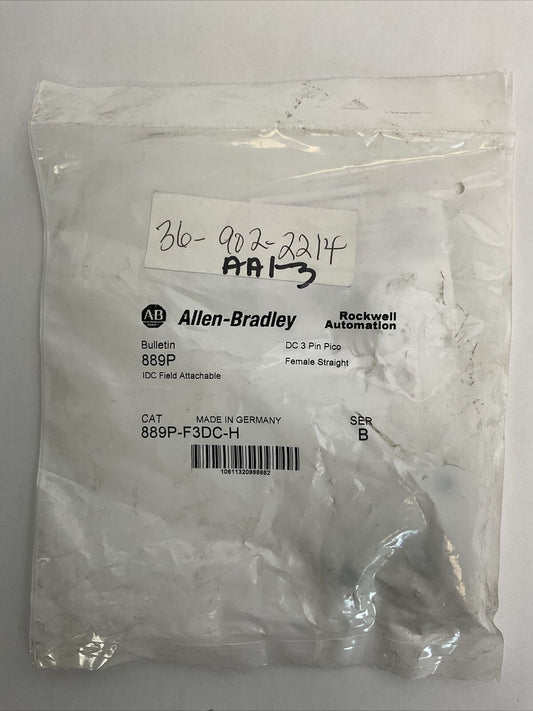 36-902-2214
AA1-3
AB Allen-Bradley Rockwell Automation
Bulletin DC 3 Pin Pico
889P Female Straight
IDC Field Attachable
CAT MADE IN GERMANY SER
889P-F3DC-H B
10611320998662